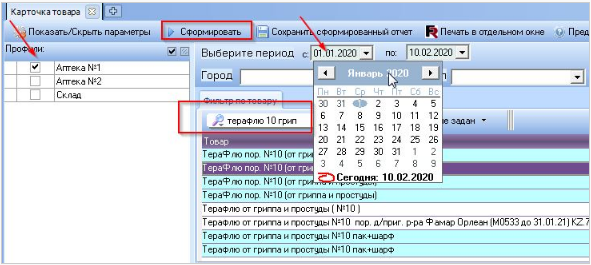 Карточка товара
Показать/Скрыть параметры Сформировать Сохранить сформированный отчет Печать в отдельном окне Пред
Профили:
Аптека №1
Аптека №2
Склад
Выберите период с: 01.01.2020 по: 10.02.2020
Город
Январь 2020
Пн Вт Ср Чт Пт Сб Вс
30 31 1 2 3 4 5
6 7 8 9 10 11 12
13 14 15 16 17 18 19
20 21 22 23 24 25 26
27 28 29 30 31 1 2
3 4 5 6 7 8 9
Сегодня: 10.02.2020
Фильтр по товару
терафлю 10 грип не задан
Товар
ТераФлю пор. №10 (от гри
ТераФлю пор. №10 (от гри
ТераФлю пор. №10 (от гриппа и простуды)
ТераФлю пор. №10 (от гриппа и простуды)
Терафлю от гриппа и простуды ( №10 )
Терафлю от гриппа и простуды №10 пор. д/приг. р-ра Фамар Орлеан (М0533 до 31.01.21) KZ.7
Терафлю от гриппа и простуды №10 пак+шарф
Терафлю от гриппа и простуды №10 пак+шарф